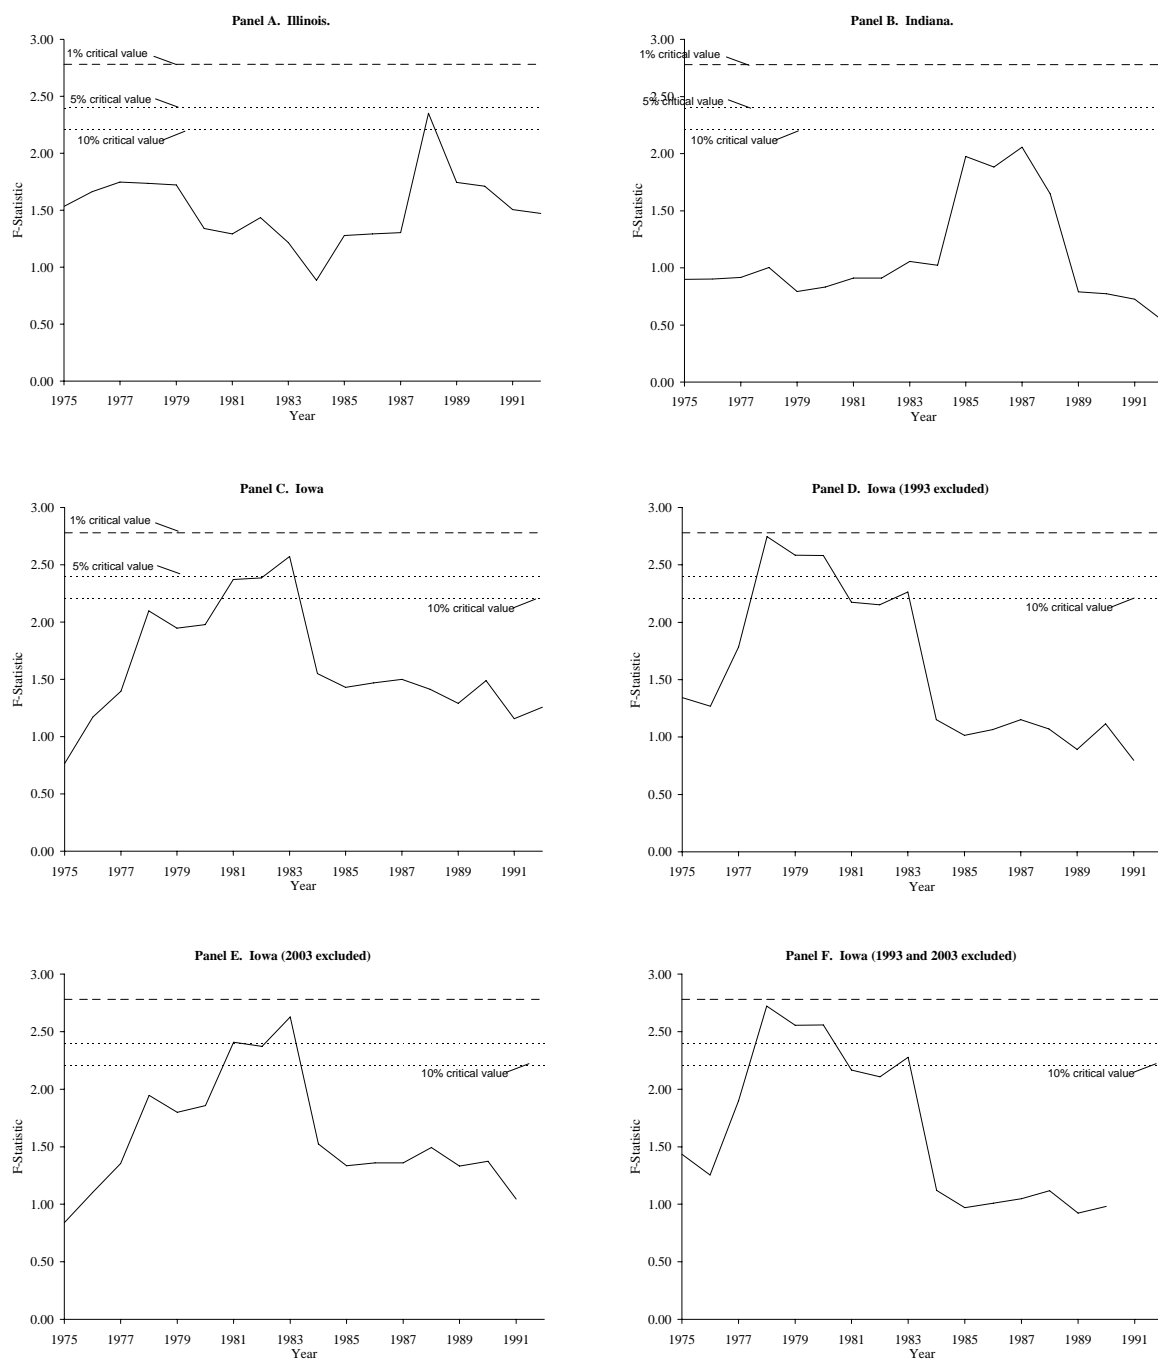 Panel A.  Illinois.
3.00
1% critical value
2.50
5% critical value
10% critical value
2.00
F-Statistic
1.50
1.00
0.50
0.00
1975 1977 1979 1981 1983 1985 1987 1989 1991
Year
Panel B.  Indiana.
3.00
1% critical value
2.50
5% critical value
10% critical value
2.00
F-Statistic
1.50
1.00
0.50
0.00
1975 1977 1979 1981 1983 1985 1987 1989 1991
Year
Panel C.  Iowa
3.00
1% critical value
2.50
5% critical value
10% critical value
2.00
F-Statistic
1.50
1.00
0.50
0.00
1975 1977 1979 1981 1983 1985 1987 1989 1991
Year
Panel D.  Iowa (1993 excluded)
3.00
2.50
10% critical value
2.00
F-Statistic
1.50
1.00
0.50
0.00
1975 1977 1979 1981 1983 1985 1987 1989 1991
Year
Panel E.  Iowa (2003 excluded)
3.00
2.50
10% critical value
2.00
F-Statistic
1.50
1.00
0.50
0.00
1975 1977 1979 1981 1983 1985 1987 1989 1991
Year
Panel F.  Iowa (1993 and 2003 excluded)
3.00
2.50
10% critical value
2.00
F-Statistic
1.50
1.00
0.50
0.00
1975 1977 1979 1981 1983 1985 1987 1989 1991
Year